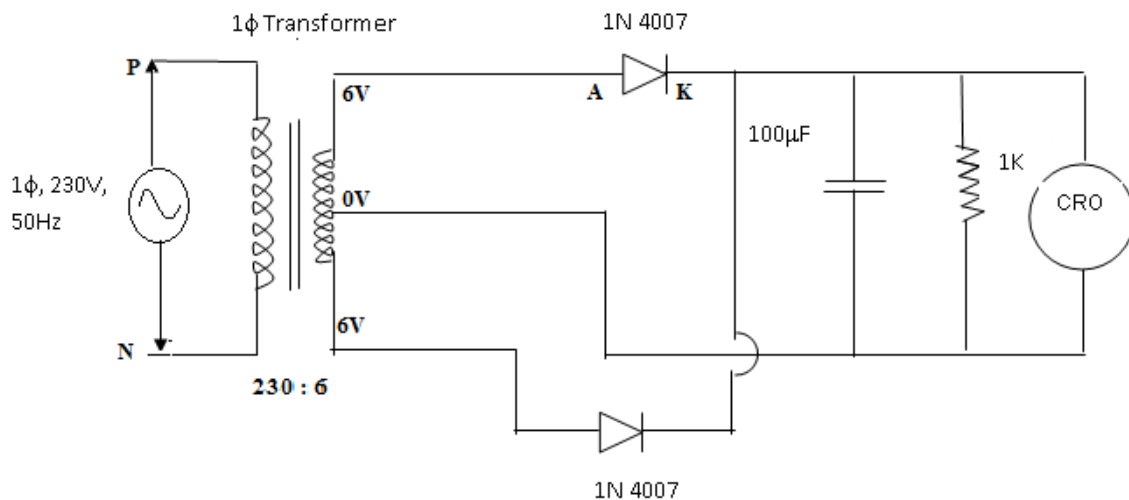 1ϕ Transformer
1N 4007
P
6V
A
K
100µF
1K
1ϕ, 230V,
50Hz
0V
CRO
6V
N
230 : 6
1N 4007